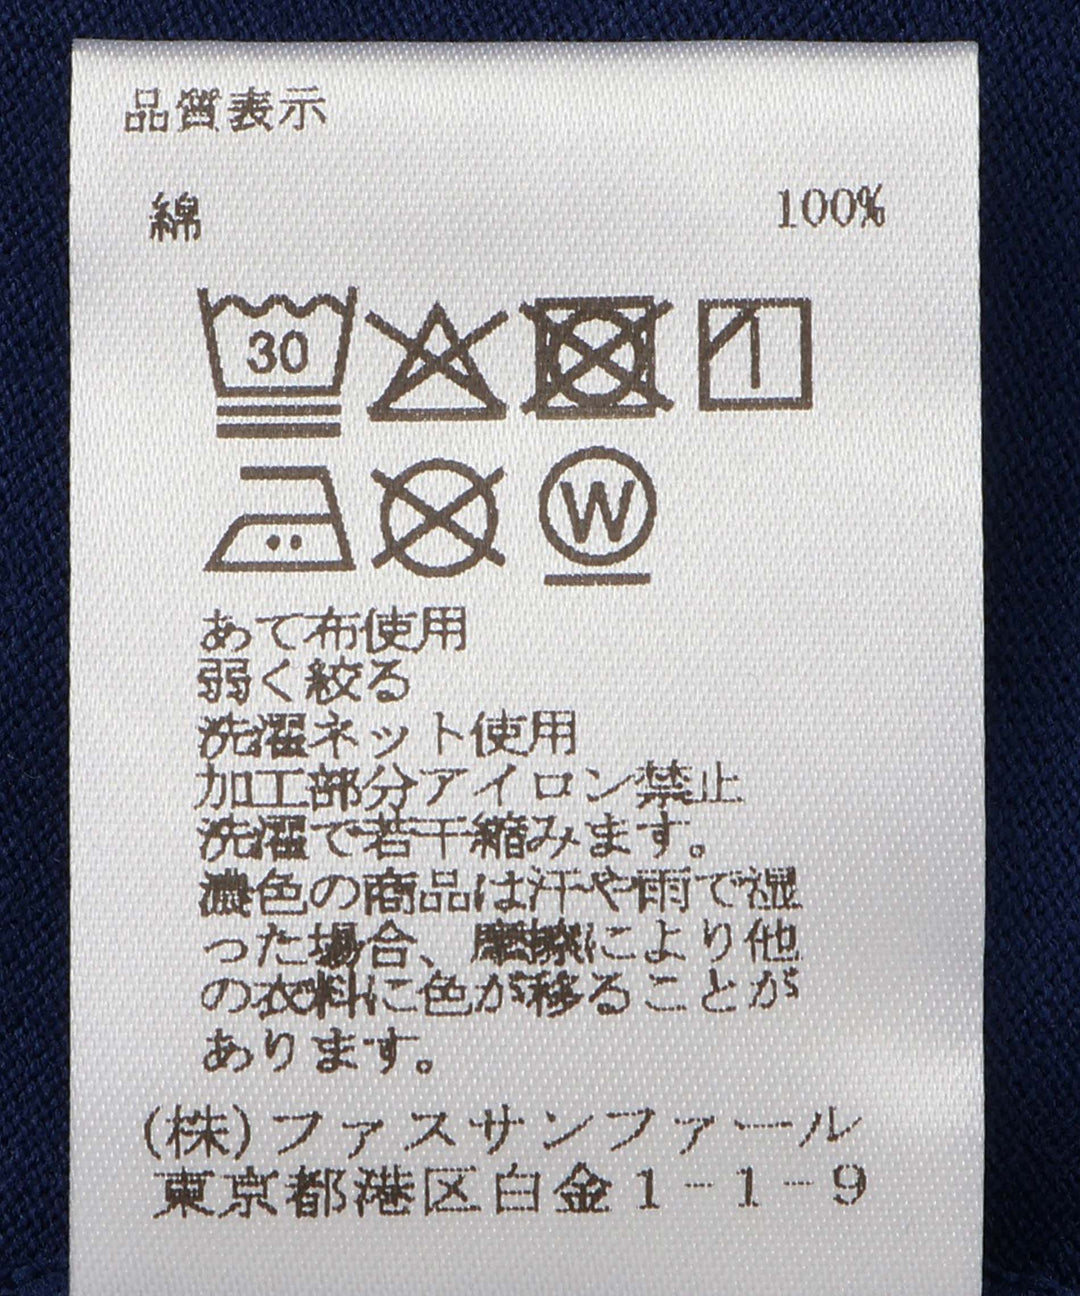 品質表示
綿 100%
30
W
あて布使用
弱く絞る
洗濯ネット使用
加工部分アイロン禁止
洗濯で若干縮みます。
濃色の商品は汗や雨で湿
った場合、摩擦により他
の衣料に色が移ることが
あります。
(株)ファスサンファール
東京都港区白金1-1-9